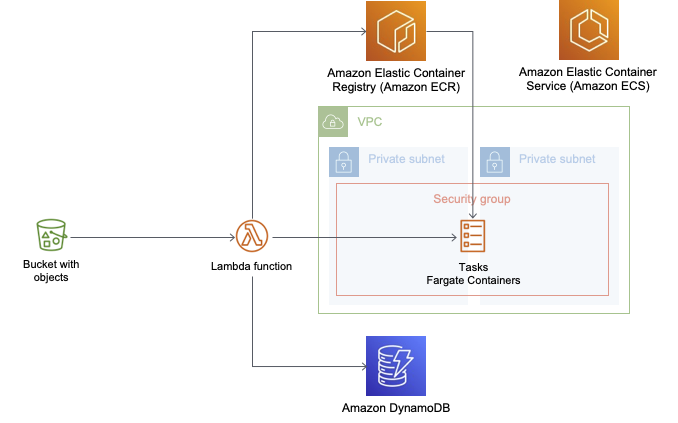 Amazon Elastic Container
Registry (Amazon ECR)
Amazon Elastic Container
Service (Amazon ECS)
VPC
Private subnet
Private subnet
Security group
Bucket with
objects
Lambda function
Tasks
Fargate Containers
Amazon DynamoDB